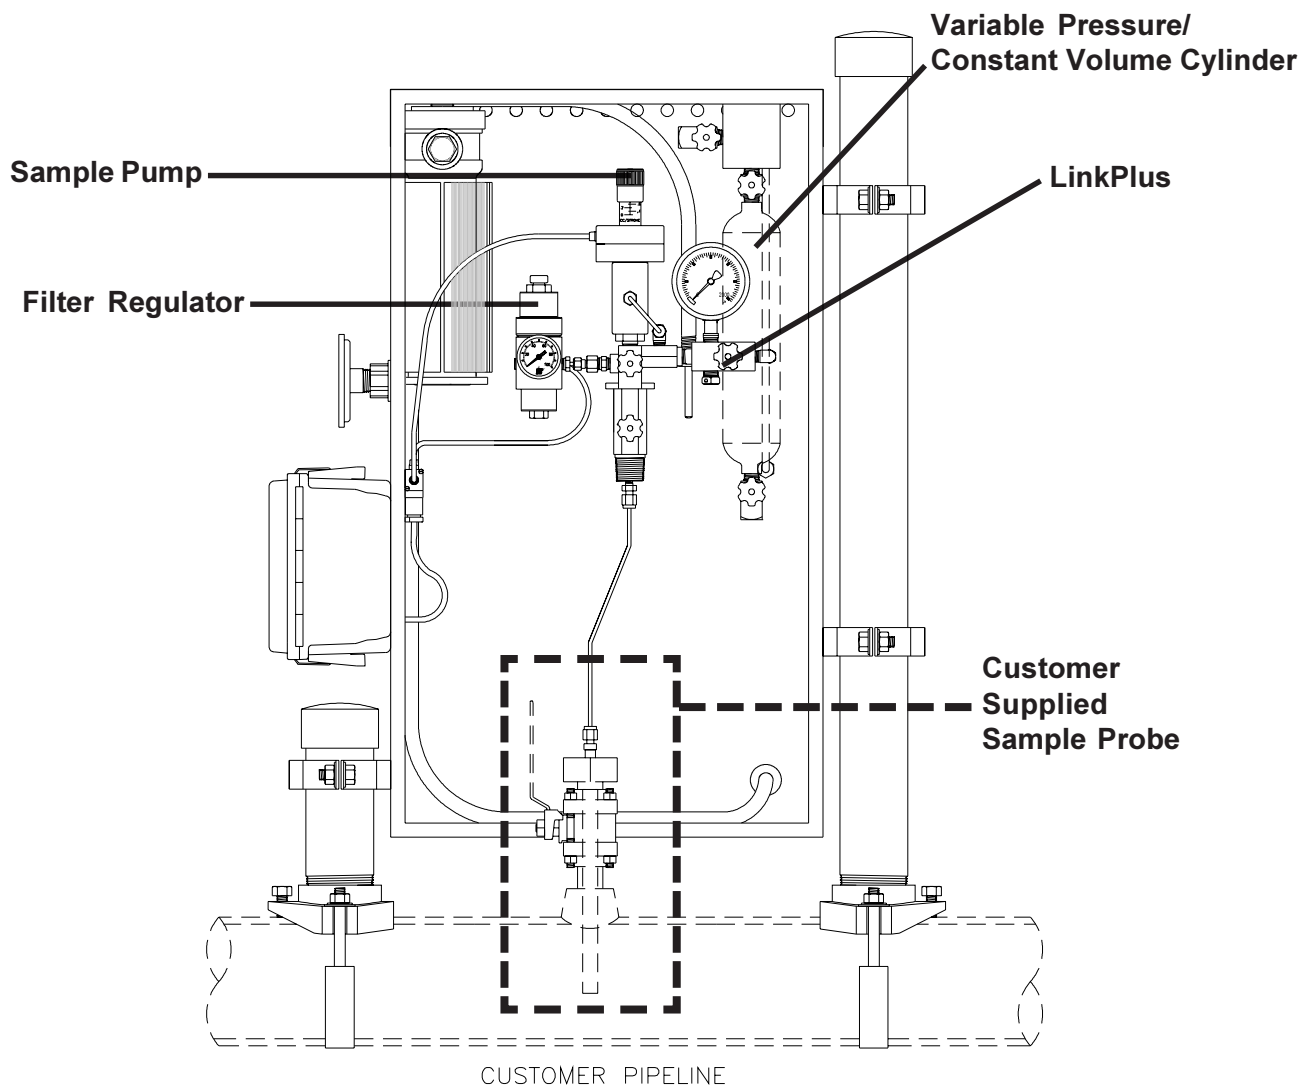 Variable Pressure/
Constant Volume Cylinder
Sample Pump
LinkPlus
Filter Regulator
Customer
Supplied
Sample Probe
CUSTOMER PIPELINE